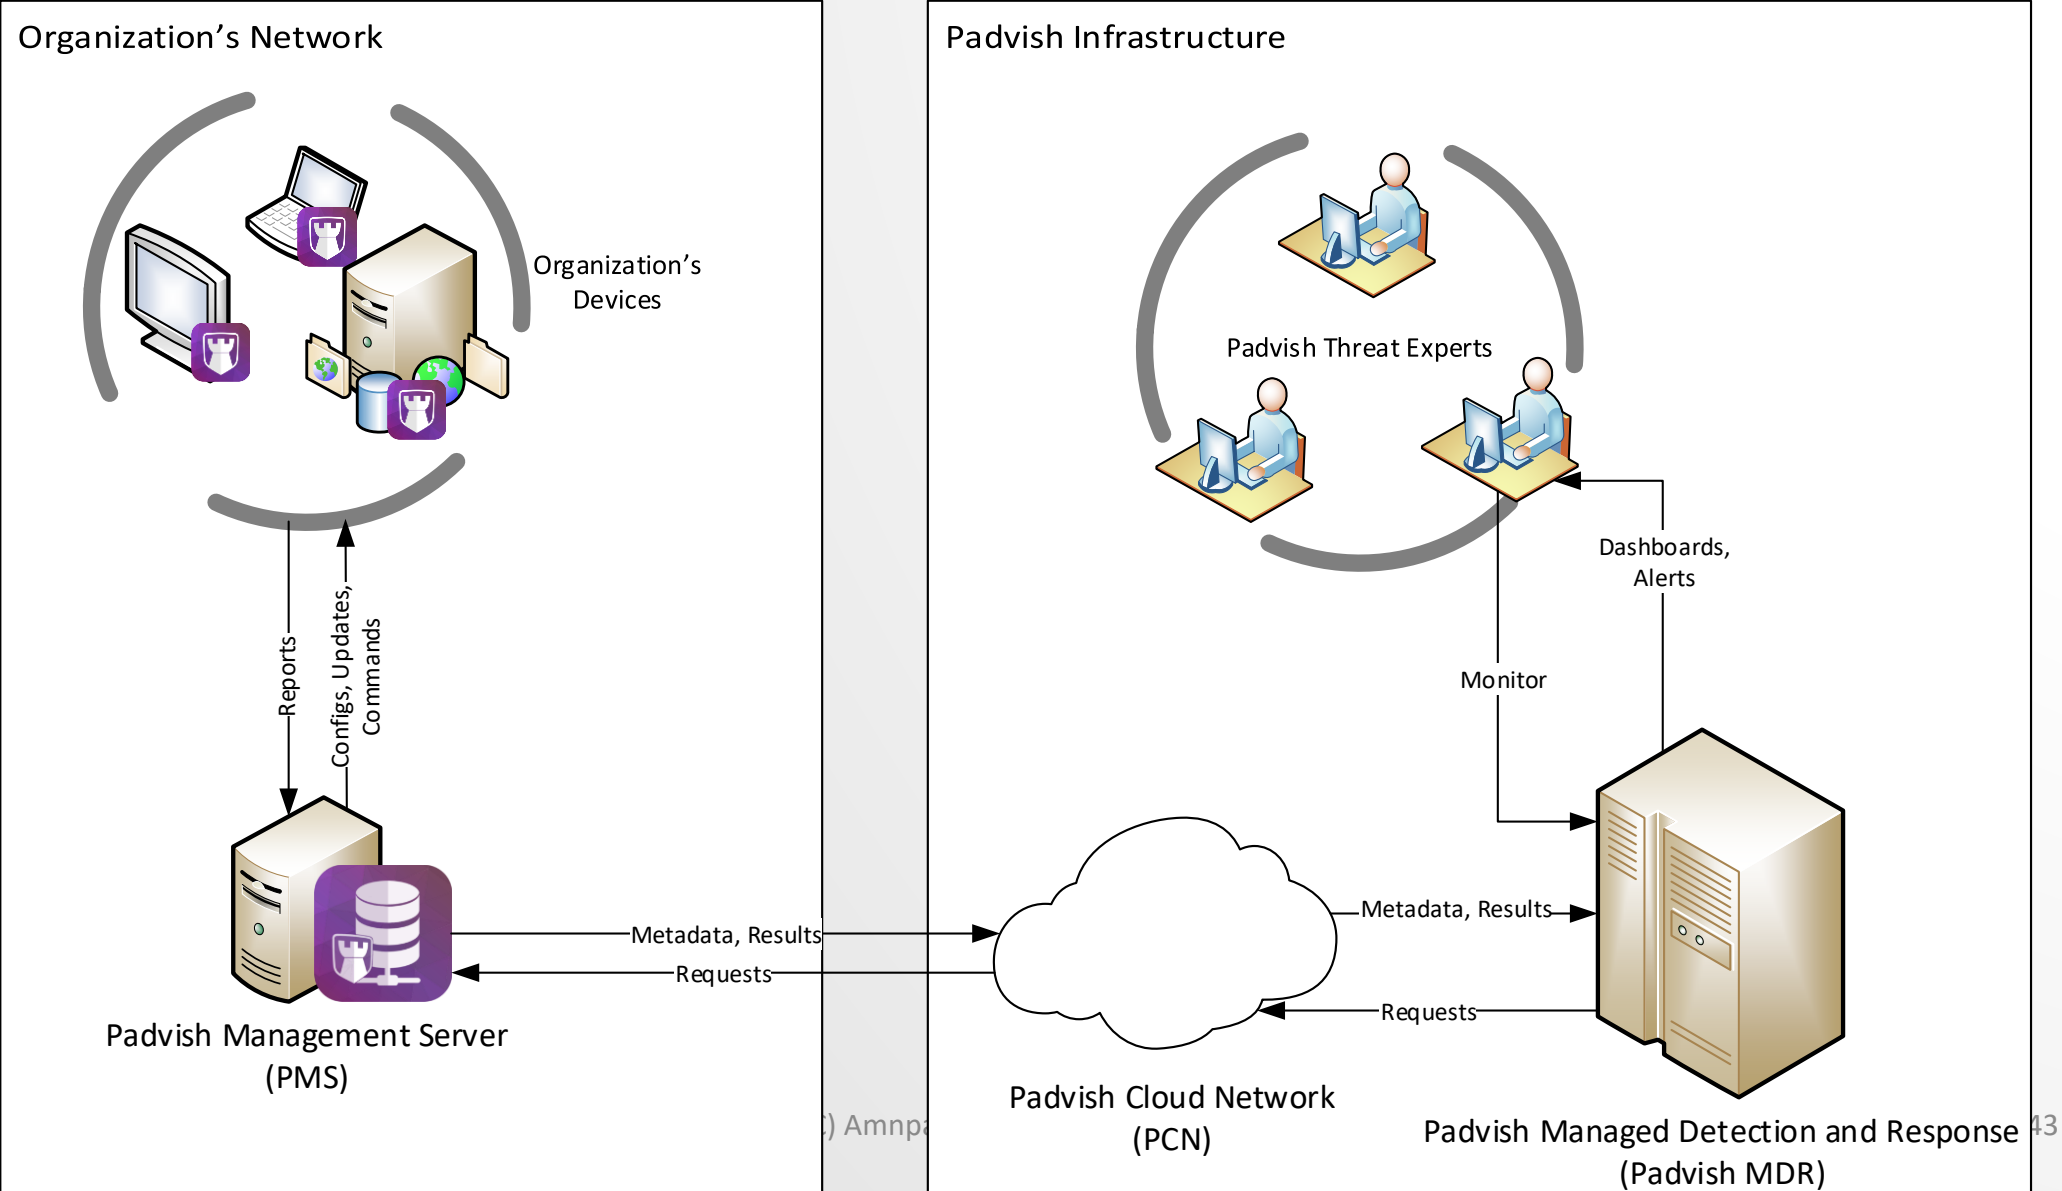 Organization's Network
Organization's
Devices
Reports
Configs, Updates,
Commands
Padvish Management Server
(PMS)
Metadata, Results
Requests
Padvish Infrastructure
Padvish Threat Experts
Dashboards,
Alerts
Monitor
Metadata, Results
Requests
Padvish Cloud Network
(PCN)
Padvish Managed Detection and Response
(Padvish MDR)
43